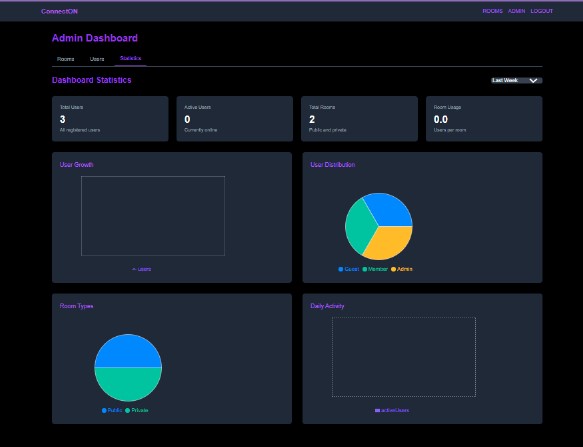 ConnectON
ROOMS ADMIN LOGOUT
Admin Dashboard
Rooms Users Statistics
Dashboard Statistics
Last Week
Total Users
3
All registered users
Active Users
0
Currently online
Total Rooms
2
Public and private
Room Usage
0.0
Users per room
User Growth
users
User Distribution
Guest Member Admin
Room Types
Public Private
Daily Activity
activeUsers